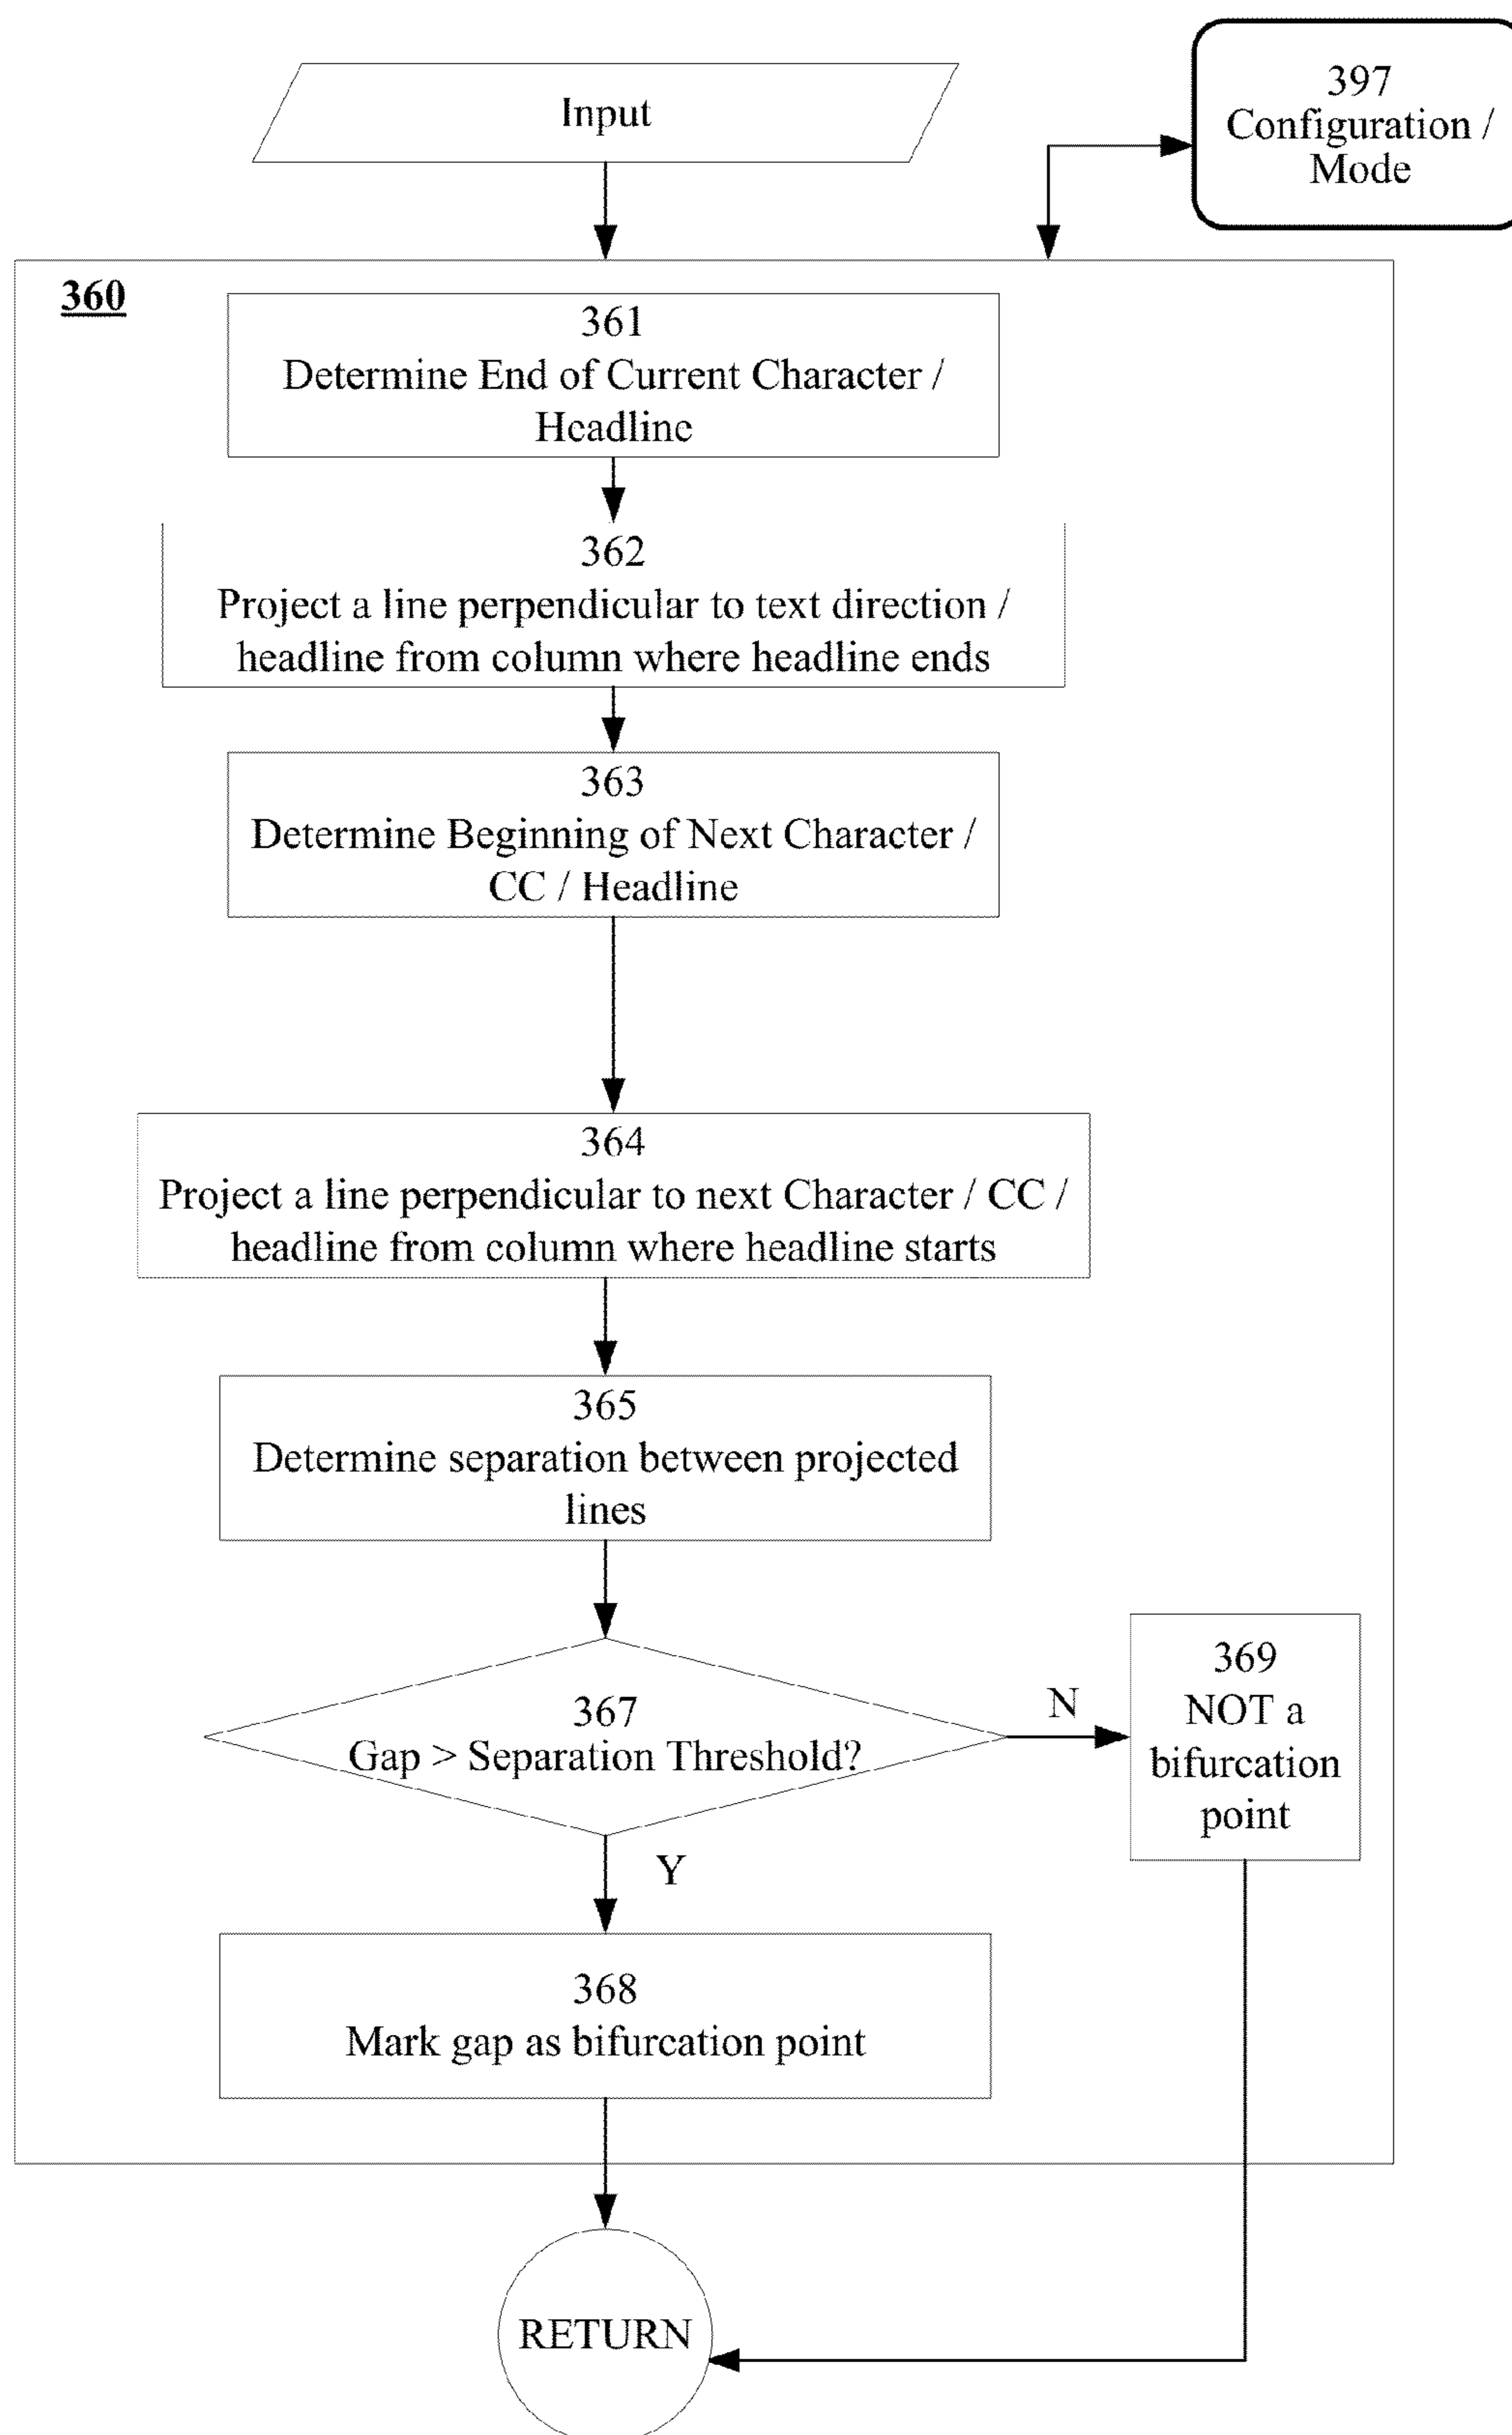 Input
397
Configuration /
Mode
360
361
Determine End of Current Character /
Headline
362
Project a line perpendicular to text direction /
headline from column where headline ends
363
Determine Beginning of Next Character /
CC / Headline
364
Project a line perpendicular to next Character / CC /
headline from column where headline starts
365
Determine separation between projected
lines
367
Gap > Separation Threshold?
N
369
NOT a
bifurcation
point
Y
368
Mark gap as bifurcation point
RETURN